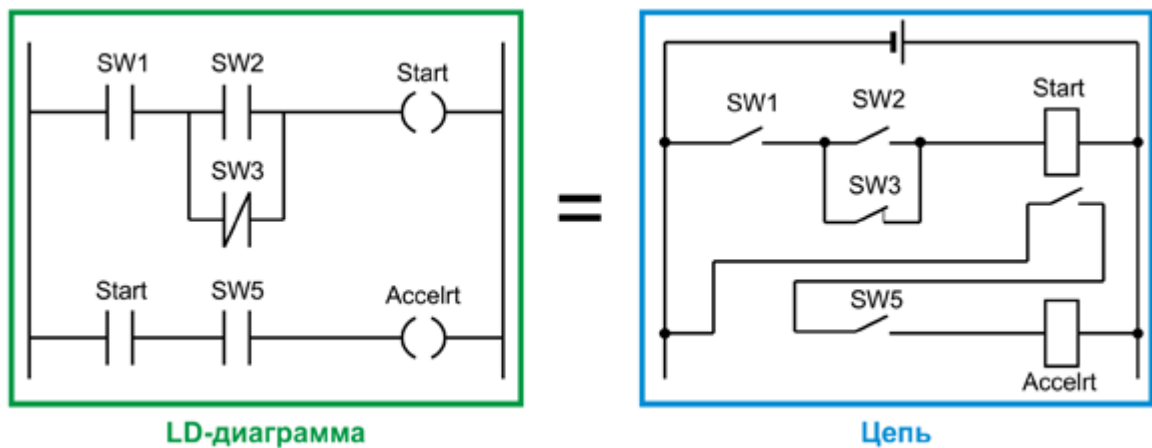 SW1
SW2
Start
SW3
Start
SW5
Accelrt
LD-диаграмма
=
SW1
SW2
Start
SW3
SW5
Accelrt
Цепь